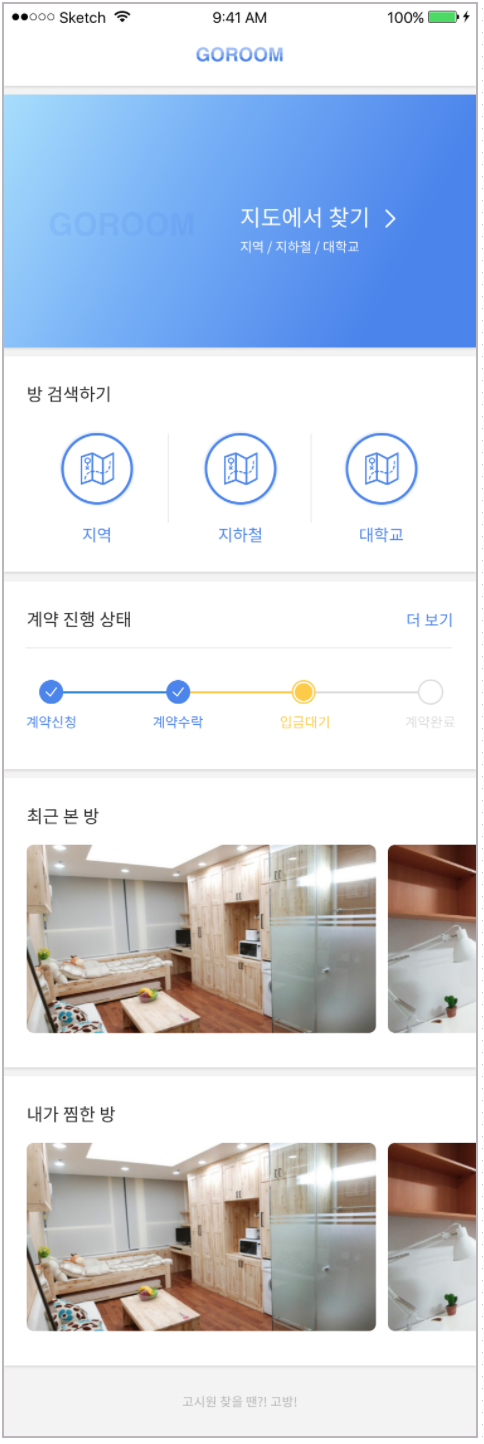 Sketch 9:41 AM 100%
GOROOM
GOROOM
지도에서 찾기
지역 / 지하철 / 대학교
방 검색하기
지역 지하철 대학교
계약 진행 상태 더 보기
계약신청 계약수락 입금대기 계약완료
최근 본 방
내가 찜한 방
고시원 찾을 땐?! 고방!